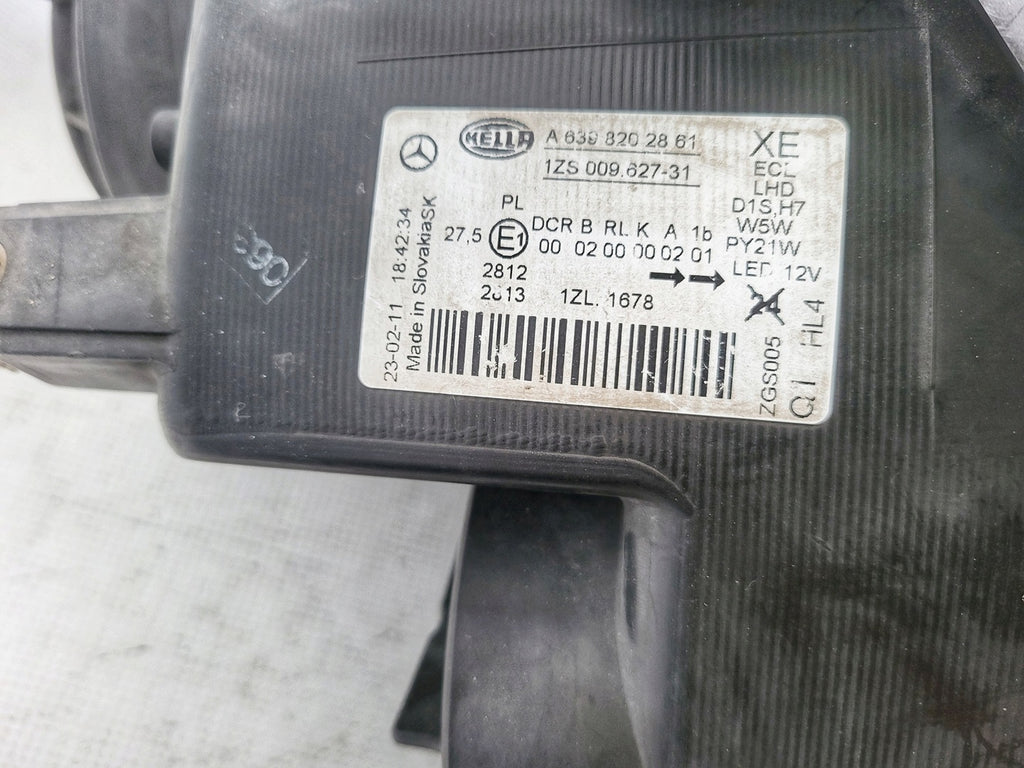 HELLA
A 639 820 28 61
1ZS 009.627-31
XE
ECE
LHD
D1S,H7
W5W
PY21W
LED 12V
24
PL
27,5 E1 DCR B RL K A 1b
00 02 00 00 02 01
2812
2813 1ZL. 1678
23-02-11 18:42:34
Made in SlovakiaSK
ZGS005
HL4
069